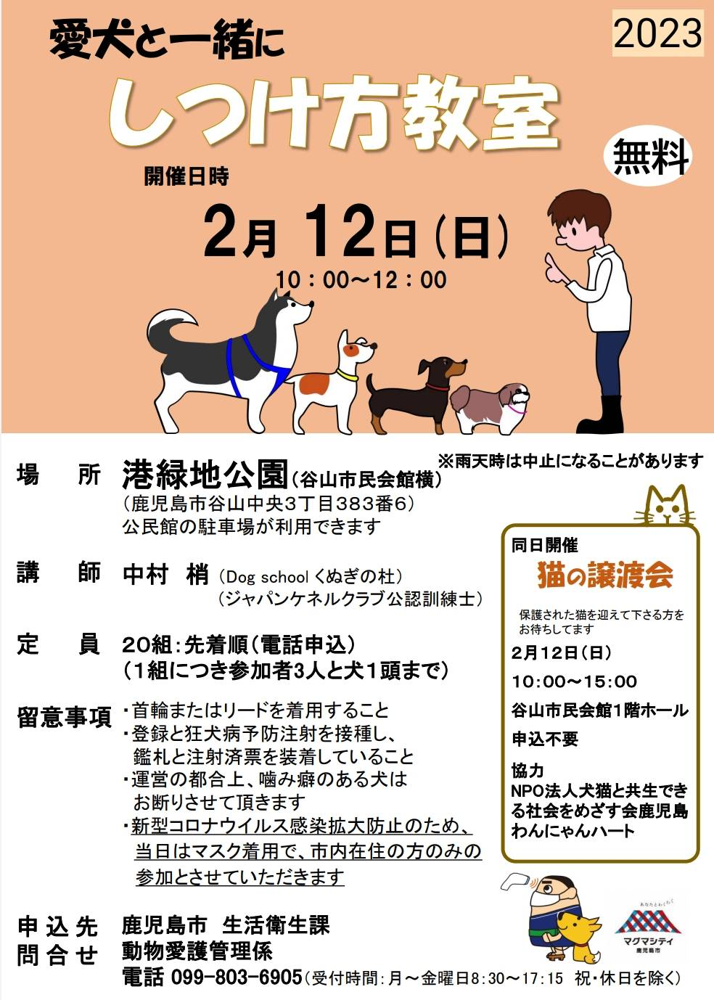 愛犬と一緒に
2023
しつけ方教室
無料
開催日時
2月 12日(日)
10:00～12:00
※雨天時は中止になることがあります
場 所 港緑地公園(谷山市民会館横)
(鹿児島市谷山中央3丁目383番6)
公民館の駐車場が利用できます
講 師 中村 梢 (Dog school くぬぎの杜)
(ジャパンケネルクラブ公認訓練士)
定 員 20組:先着順(電話申込)
(1組につき参加者3人と犬1頭まで)
留意事項 ・首輪またはリードを着用すること
・登録と狂犬病予防注射を接種し、
鑑札と注射済票を装着していること
・運営の都合上、噛み癖のある犬は
お断りさせて頂きます
・新型コロナウイルス感染拡大防止のため、
当日はマスク着用で、市内在住の方のみの
参加とさせていただきます
同日開催
猫の譲渡会
保護された猫を迎えて下さる方を
お待ちしてます
2月12日(日)
10:00～15:00
谷山市民会館1階ホール
申込不要
協力
NPO法人犬猫と共生でき
る社会をめざす会鹿児島
わんにゃんハート
あなたとわくわく
マグマシティ
鹿児島市
申込先 鹿児島市 生活衛生課
問合せ 動物愛護管理係
電話 099-803-6905(受付時間:月～金曜日8:30～17:15 祝・休日を除く)